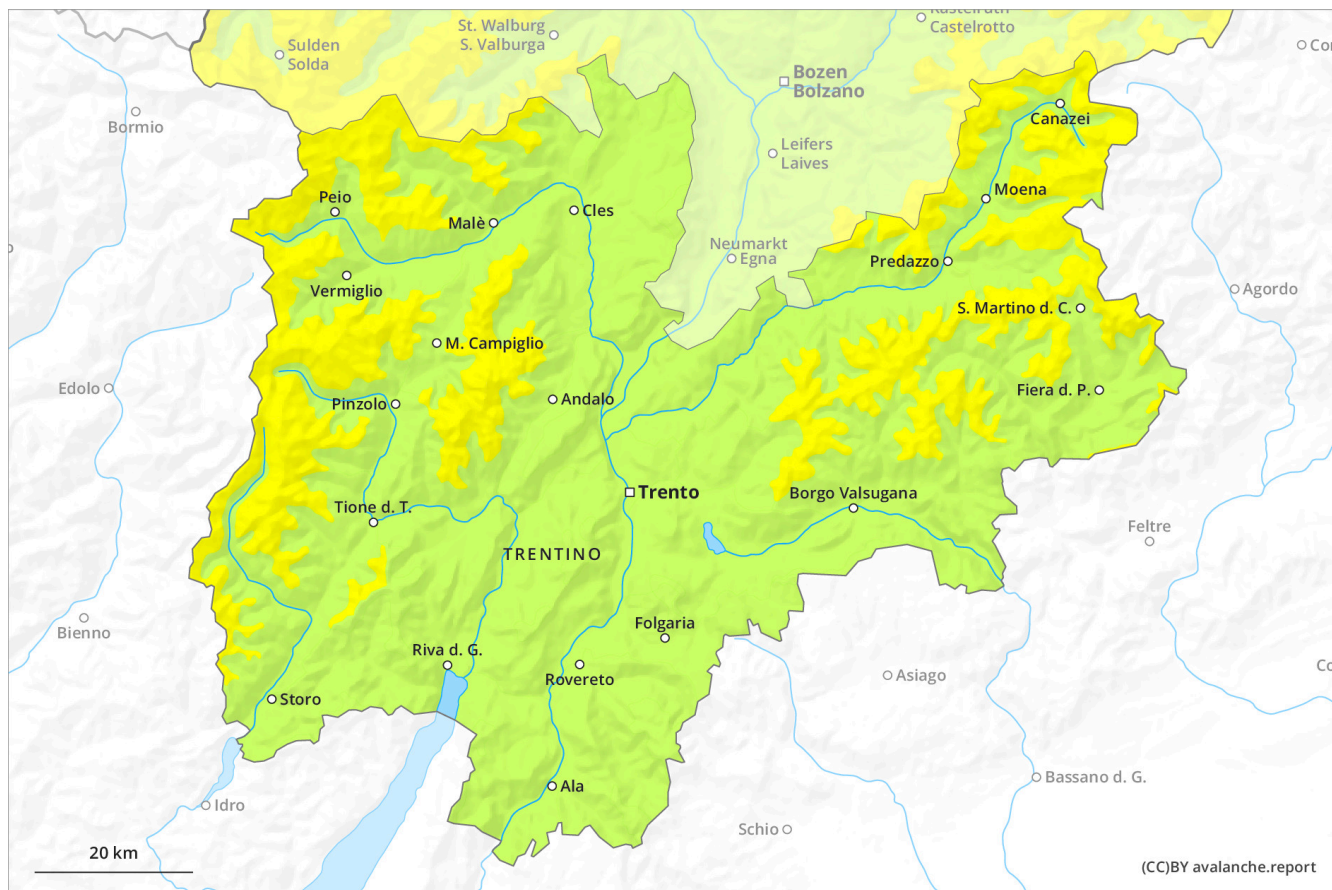 Kastelruth
Castelrotto
St. Walburg
S. Valburga
Sulden
Solda
Bozen
Bolzano
Bormio
Canazei
Leifers
Laives
Peio
Malè
Cles
Moena
Neumarkt
Egna
Predazzo
Vermiglio
Agordo
S. Martino d. C.
M. Campiglio
Edolo
Pinzolo
Andalo
Fiera d. P.
Trento
Borgo Valsugana
Tione d. T.
Feltre
TRENTINO
Bienno
Folgaria
Riva d. G.
Rovereto
Asiago
Storo
Bassano d. G.
Ala
Idro
Schio
20 km
(CC)BY avalanche.report